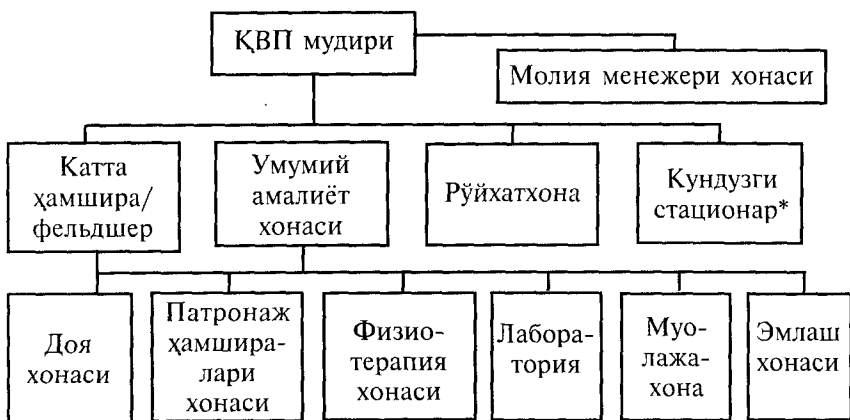 ҚВП мудири
Молия менежери хонаси
Катта
ҳамшира/
фельдшер
Умумий
амалиёт
хонаси
Рўйхатхона
Кундузги
стационар*
Доя
хонаси
Патронаж
ҳамшира-
лари
хонаси
Физио-
терапия
хонаси
Лабора-
тория
Муо-
лажа-
хона
Эмлаш
хонаси